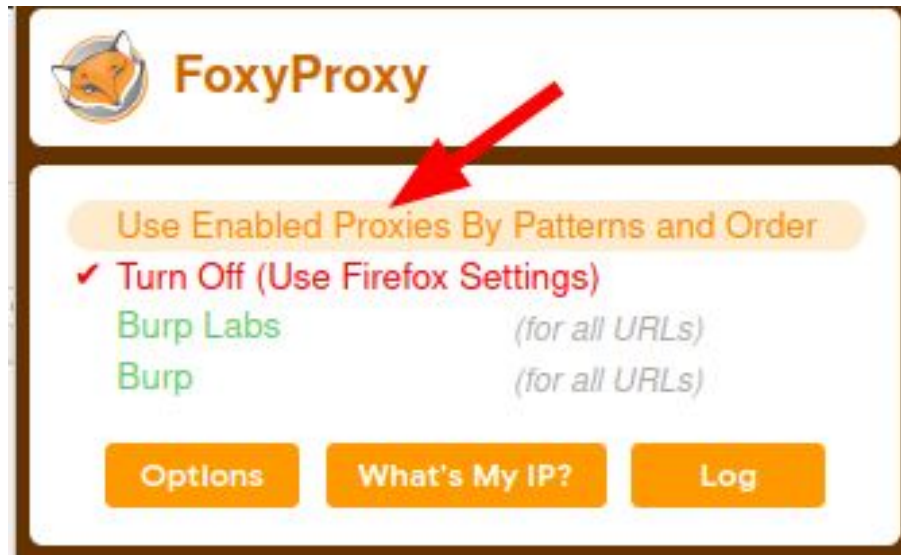 FoxyProxy
Use Enabled Proxies By Patterns and Order
✔ Turn Off (Use Firefox Settings)
Burp Labs (for all URLs)
Burp (for all URLs)
Options What's My IP? Log